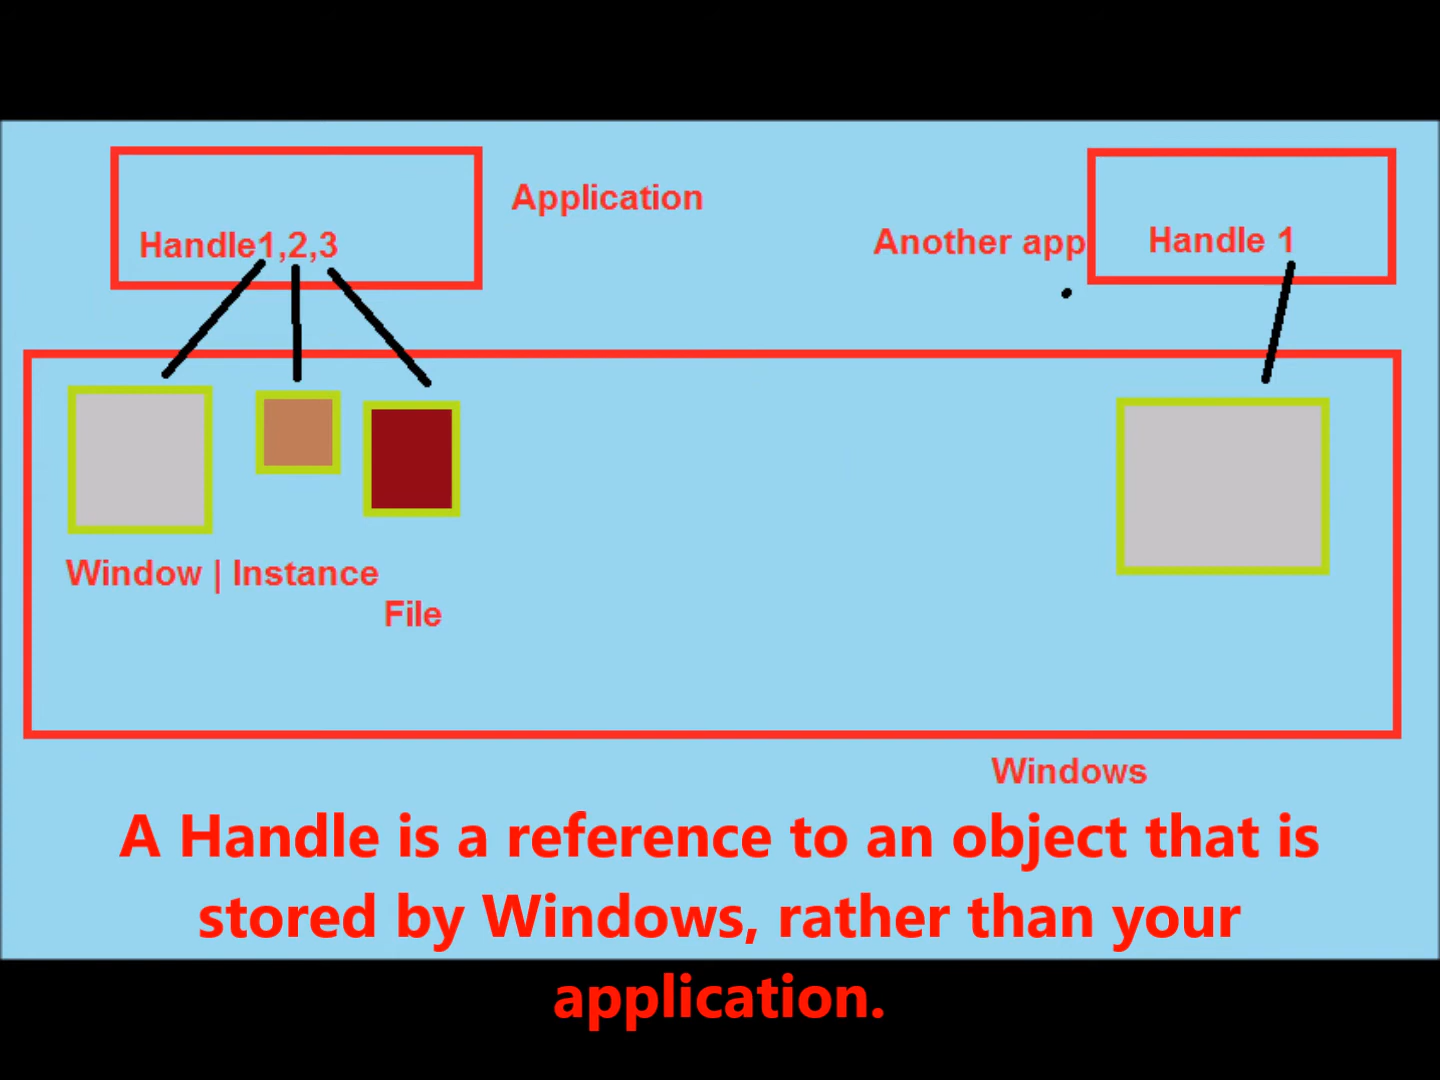 Application
Handle1,2,3
Another app
Handle 1
Window | Instance
File
Windows
A Handle is a reference to an object that is
stored by Windows, rather than your
application.